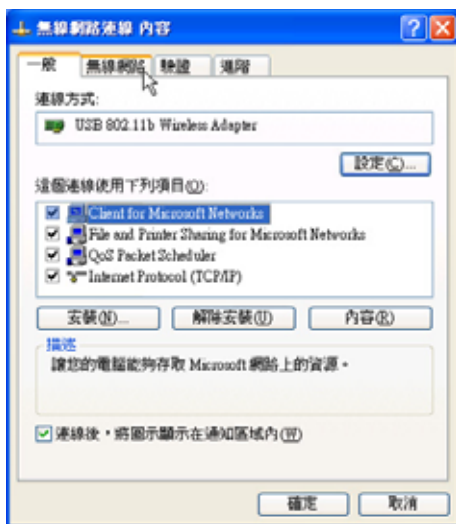 無線網路連線 內容
一般 無線網路 驗證 進階
連線方式:
USB 802.11b Wireless Adapter
設定(C)...
這個連線使用下列項目(O):
Client for Microsoft Networks
File and Printer Sharing for Microsoft Networks
QoS Packet Scheduler
Internet Protocol (TCP/IP)
安裝(N)... 解除安裝(U) 內容(R)
描述
讓您的電腦能夠存取 Microsoft 網路上的資源。
連線後，將圖示顯示在通知區域內(W)
確定 取消